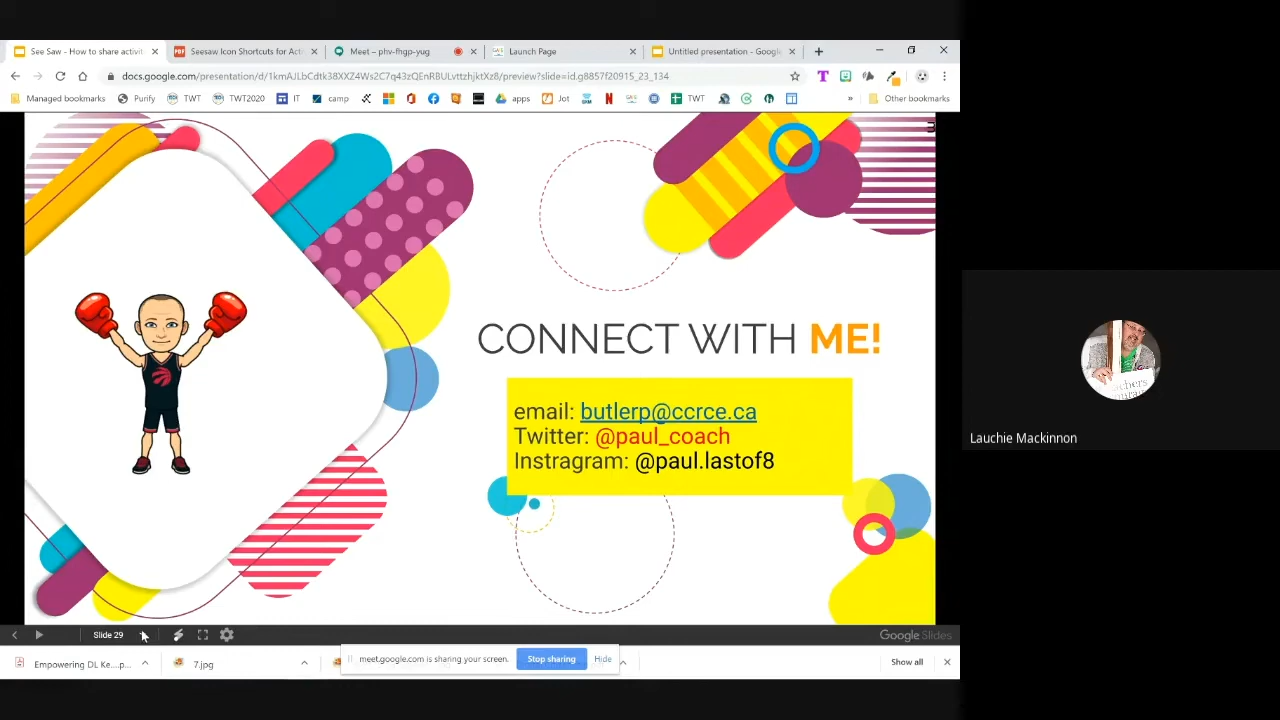 See Saw - How to share activit
Seesaw Icon Shortcuts for Act
Meet – phv-fhgp-yug
Launch Page
Untitled presentation - Google
docs.google.com/presentation/d/1kmAJLbCdtk38XXZ4Ws2C7q43zQEnRBULvttzhjktXz8/preview?slide=id.g8857f20915_23_134
Managed bookmarks
Purify
TWT
TWT2020
IT
camp
apps
Jot
TWT
Other bookmarks
3
CONNECT WITH ME!
email: butlerp@ccrce.ca
Twitter: @paul_coach
Instragram: @paul.lastof8
Lauchie Mackinnon
Slide 29
Google Slides
meet.google.com is sharing your screen.
Stop sharing
Hide
Empowering DL Ke....p...
7.jpg
Show all